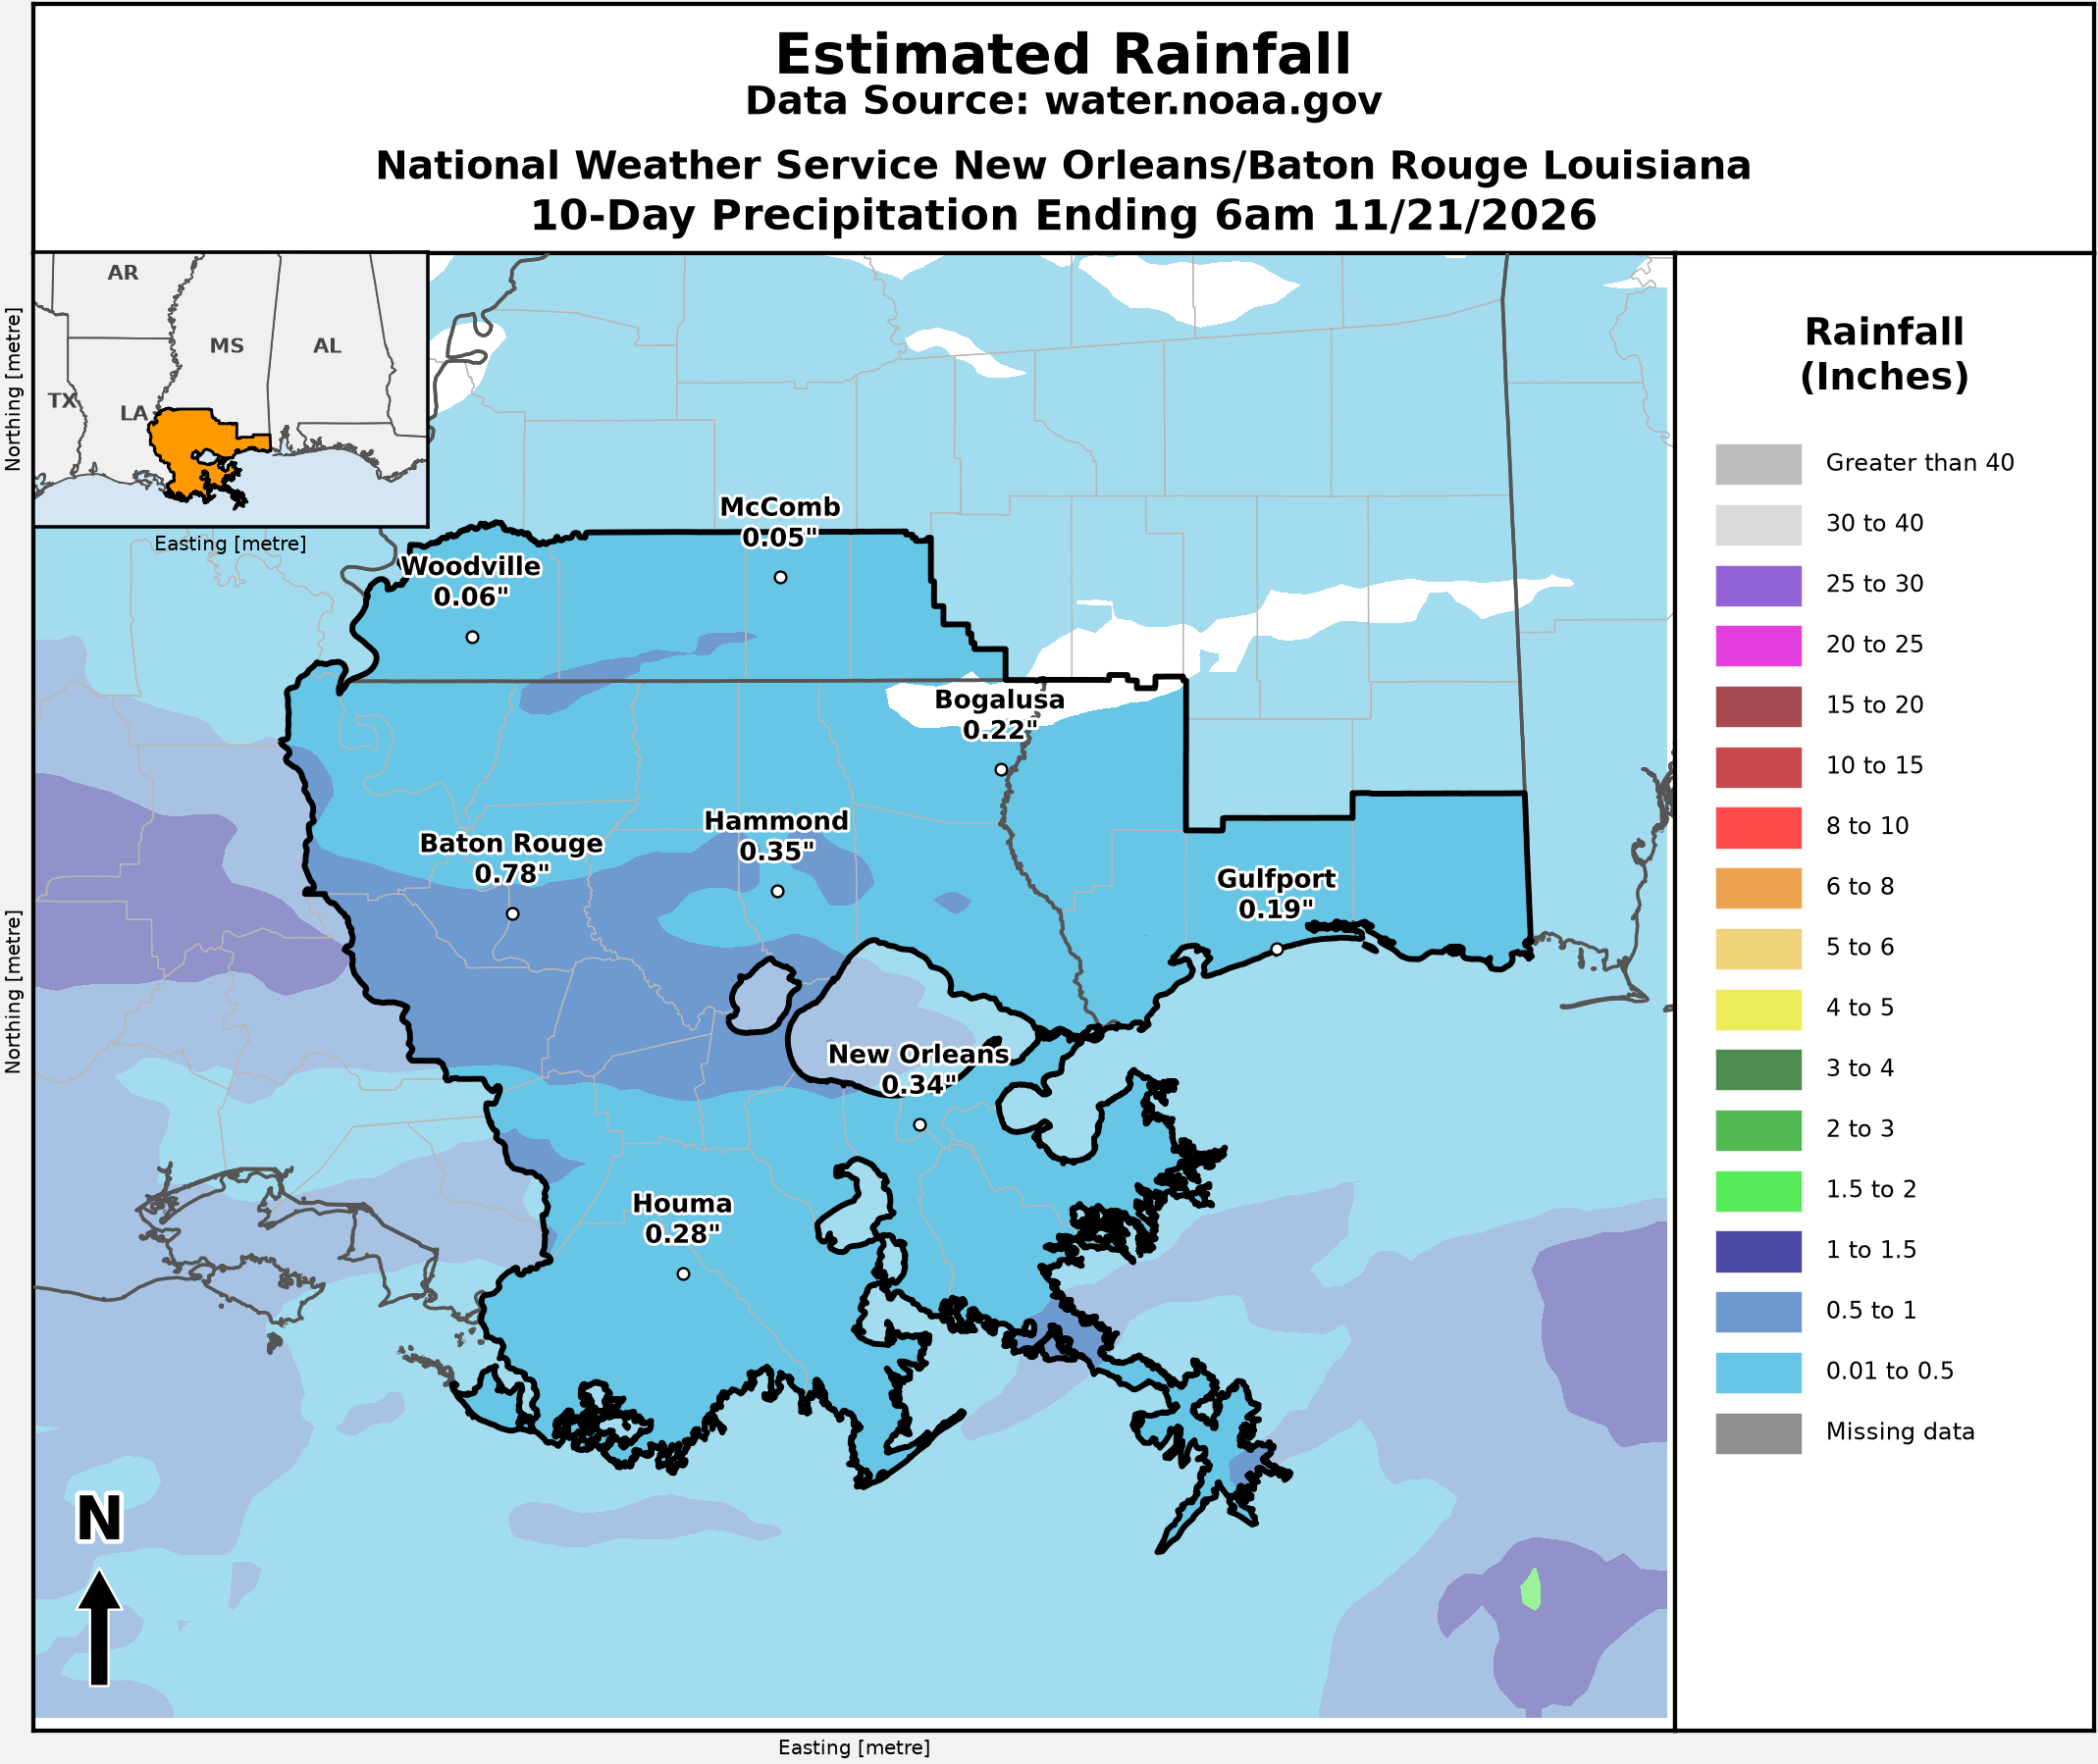 Estimated Rainfall
Data Source: water.noaa.gov
National Weather Service New Orleans/Baton Rouge Louisiana
10-Day Precipitation Ending 6am 11/21/2026
AR
MS
AL
TX
LA
Northing [metre]
Easting [metre]
McComb
0.05"
Woodville
0.06"
Bogalusa
0.22"
Hammond
0.35"
Baton Rouge
0.78"
Gulfport
0.19"
New Orleans
0.34"
Houma
0.28"
N
Northing [metre]
Easting [metre]
Rainfall
(Inches)
Greater than 40
30 to 40
25 to 30
20 to 25
15 to 20
10 to 15
8 to 10
6 to 8
5 to 6
4 to 5
3 to 4
2 to 3
1.5 to 2
1 to 1.5
0.5 to 1
0.01 to 0.5
Missing data